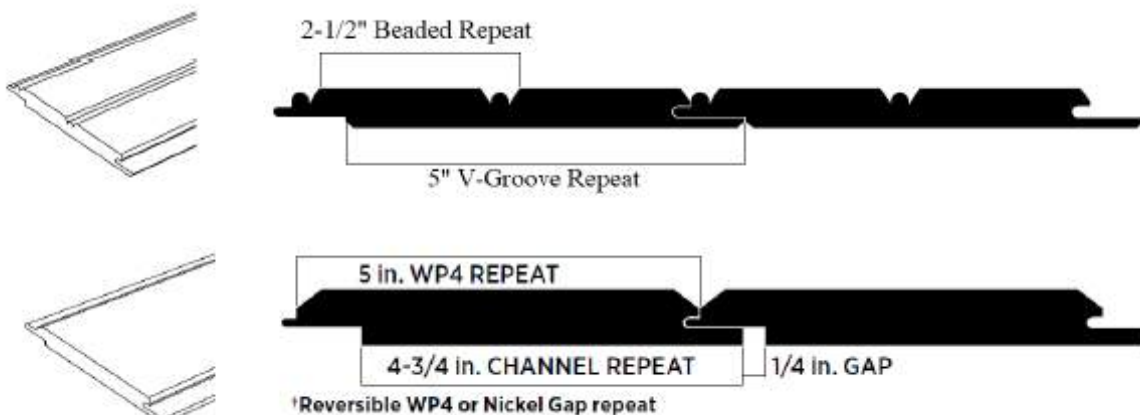 2-1/2" Beaded Repeat
5" V-Groove Repeat
5 in. WP4 REPEAT
4-3/4 in. CHANNEL REPEAT
1/4 in. GAP
†Reversible WP4 or Nickel Gap repeat